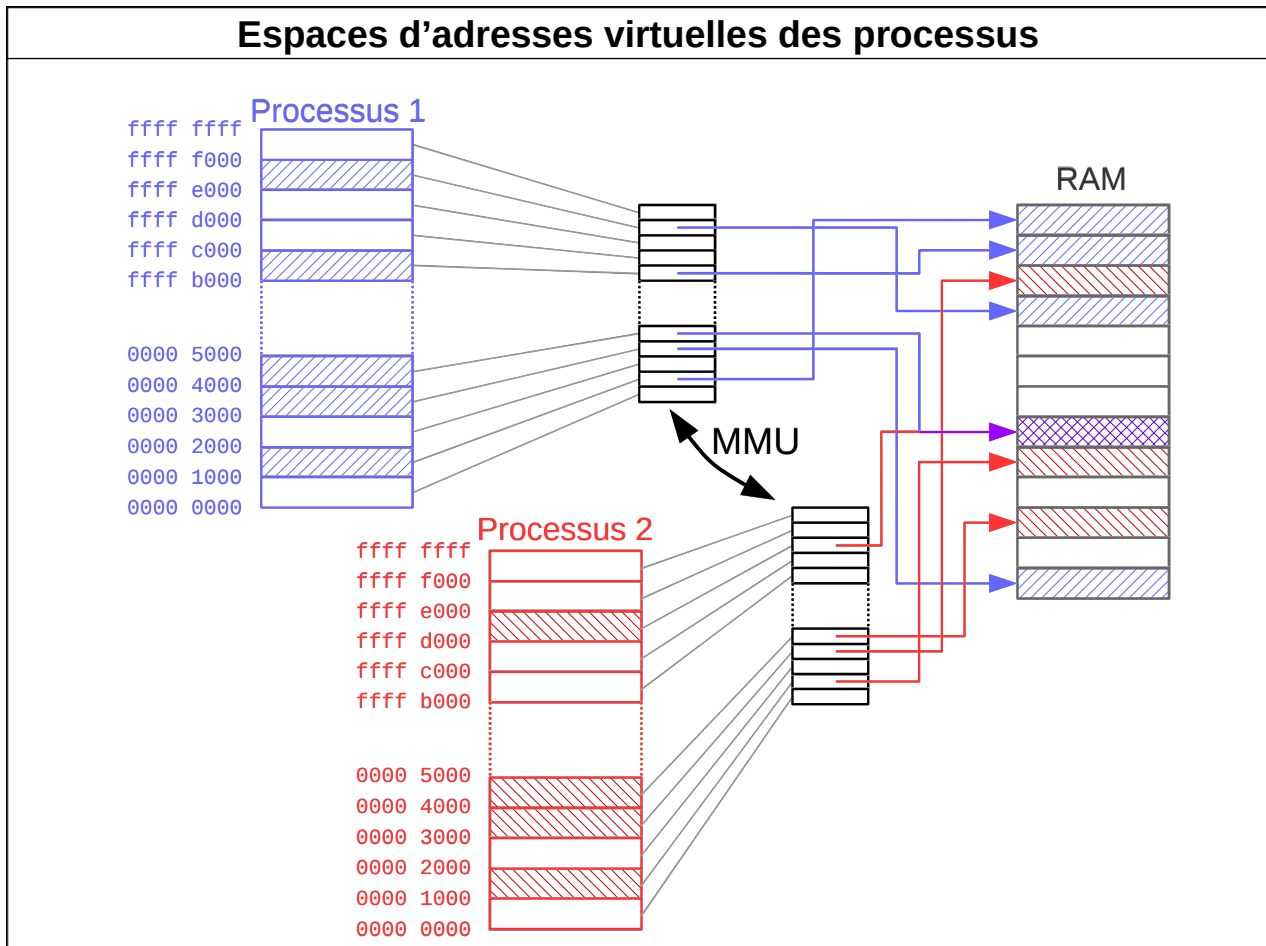 Espaces d’adresses virtuelles des processus
Processus 1
ffff ffff
ffff f000
ffff e000
ffff d000
ffff c000
ffff b000
0000 5000
0000 4000
0000 3000
0000 2000
0000 1000
0000 0000
RAM
MMU
Processus 2
ffff ffff
ffff f000
ffff e000
ffff d000
ffff c000
ffff b000
0000 5000
0000 4000
0000 3000
0000 2000
0000 1000
0000 0000